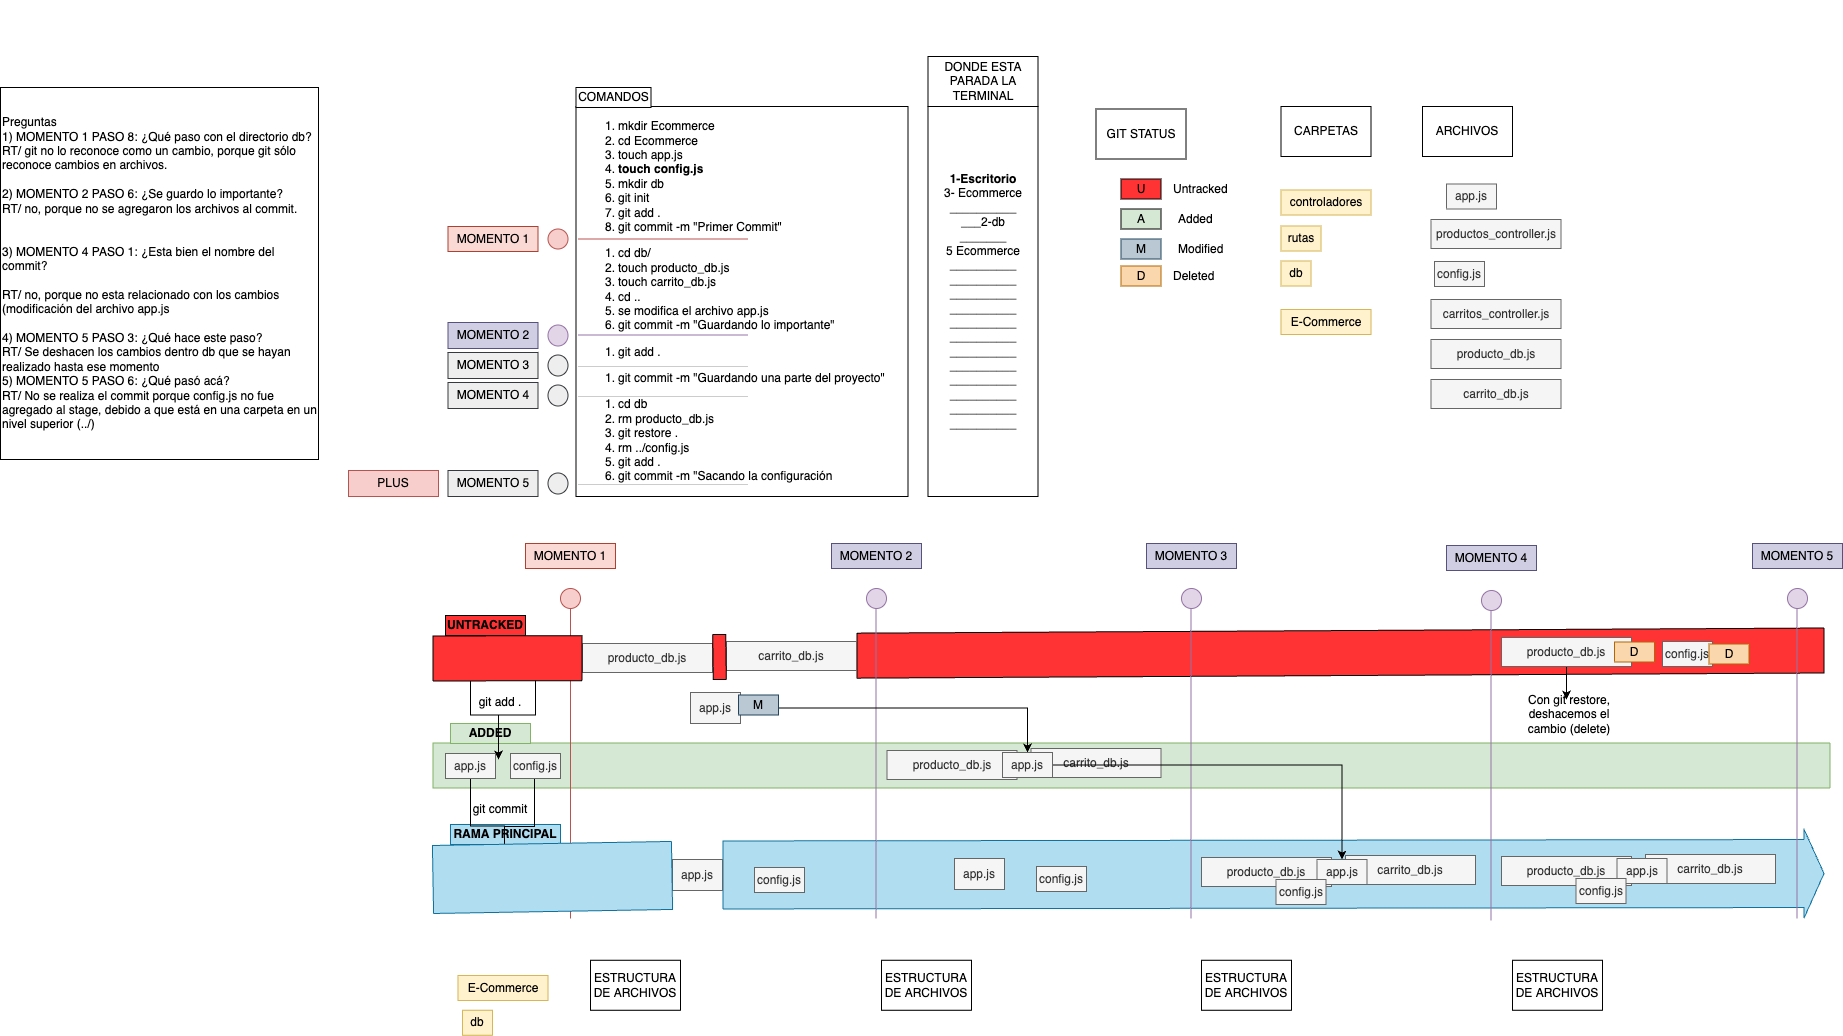 Preguntas
1) MOMENTO 1 PASO 8: ¿Qué paso con el directorio db?
RT/ git no lo reconoce como un cambio, porque git sólo
reconoce cambios en archivos.
2) MOMENTO 2 PASO 6: ¿Se guardo lo importante?
RT/ no, porque no se agregaron los archivos al commit.
3) MOMENTO 4 PASO 1: ¿Esta bien el nombre del
commit?
RT/ no, porque no esta relacionado con los cambios
(modificación del archivo app.js
4) MOMENTO 5 PASO 3: ¿Qué hace este paso?
RT/ Se deshacen los cambios dentro db que se hayan
realizado hasta ese momento
5) MOMENTO 5 PASO 6: ¿Qué pasó acá?
RT/ No se realiza el commit porque config.js no fue
agregado al stage, debido a que está en una carpeta en un
nivel superior (../)
COMANDOS
1. mkdir Ecommerce
2. cd Ecommerce
3. touch app.js
4. touch config.js
5. mkdir db
6. git init
7. git add .
8. git commit -m "Primer Commit"
MOMENTO 1
1. cd db/
2. touch producto_db.js
3. touch carrito_db.js
4. cd ..
5. se modifica el archivo app.js
6. git commit -m "Guardando lo importante"
MOMENTO 2
1. git add .
MOMENTO 3
1. git commit -m "Guardando una parte del proyecto"
MOMENTO 4
1. cd db
2. rm producto_db.js
3. git restore .
4. rm ../config.js
5. git add .
6. git commit -m "Sacando la configuración
PLUS
MOMENTO 5
DONDE ESTA
PARADA LA
TERMINAL
1-Escritorio
3- Ecommerce
__________
___2-db
_______
5 Ecommerce
__________
__________
__________
__________
__________
__________
__________
__________
__________
__________
__________
__________
GIT STATUS
U Untracked
A Added
M Modified
D Deleted
CARPETAS
controladores
rutas
db
E-Commerce
ARCHIVOS
app.js
productos_controller.js
config.js
carritos_controller.js
producto_db.js
carrito_db.js
MOMENTO 1
MOMENTO 2
MOMENTO 3
MOMENTO 4
MOMENTO 5
UNTRACKED
producto_db.js
carrito_db.js
producto_db.js
D
config.js
D
git add .
app.js
M
Con git restore,
deshacemos el
cambio (delete)
ADDED
app.js
config.js
producto_db.js
app.js
carrito_db.js
git commit
RAMA PRINCIPAL
app.js
config.js
app.js
config.js
producto_db.js
app.js
carrito_db.js
config.js
producto_db.js
app.js
carrito_db.js
config.js
E-Commerce
db
ESTRUCTURA
DE ARCHIVOS
ESTRUCTURA
DE ARCHIVOS
ESTRUCTURA
DE ARCHIVOS
ESTRUCTURA
DE ARCHIVOS